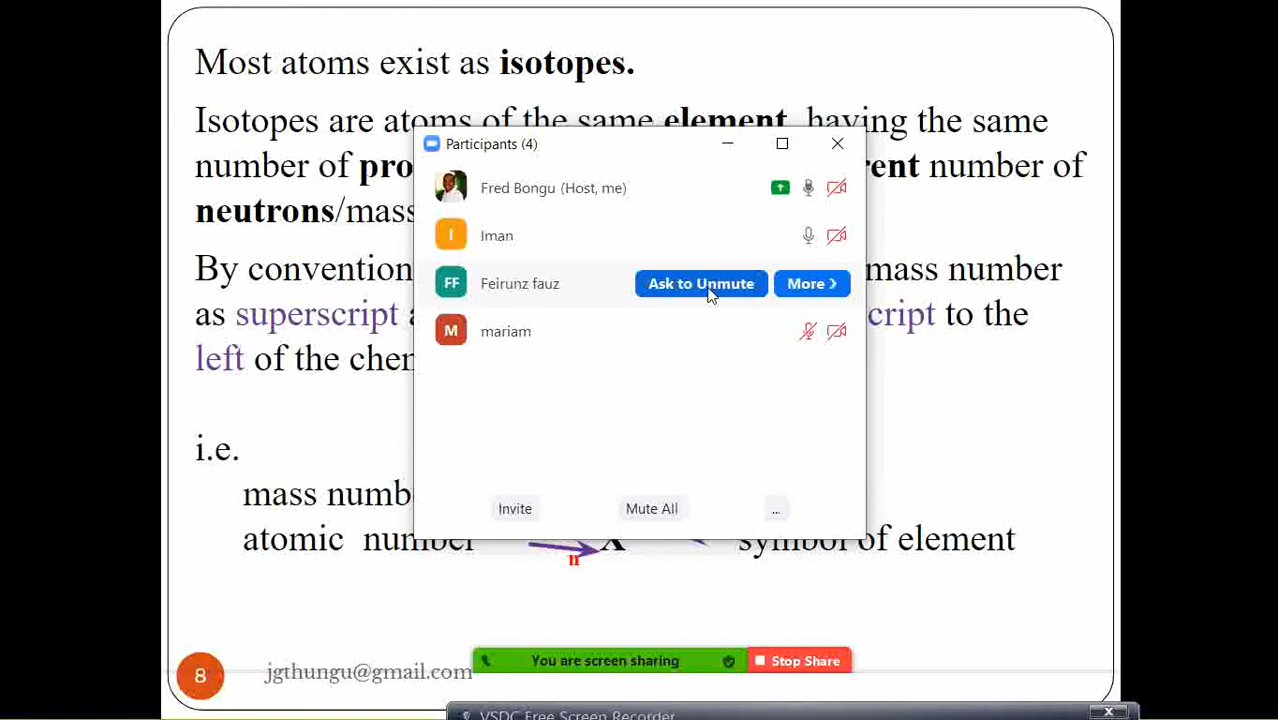 Most atoms exist as isotopes.
Isotopes are atoms of the same element, having the same
number of pro
rent number of
neutrons/mass
By convention
mass number
as superscript
cript to the
left of the chem
i.e.
mass numb
atomic number
X
symbol of element
n
Participants (4)
Fred Bongu (Host, me)
I
Iman
FF
Feirunz fauz
Ask to Unmute
More >
M
mariam
Invite
Mute All
...
8
jgthungu@gmail.com
You are screen sharing
Stop Share
VSDC Free Screen Recorder
X